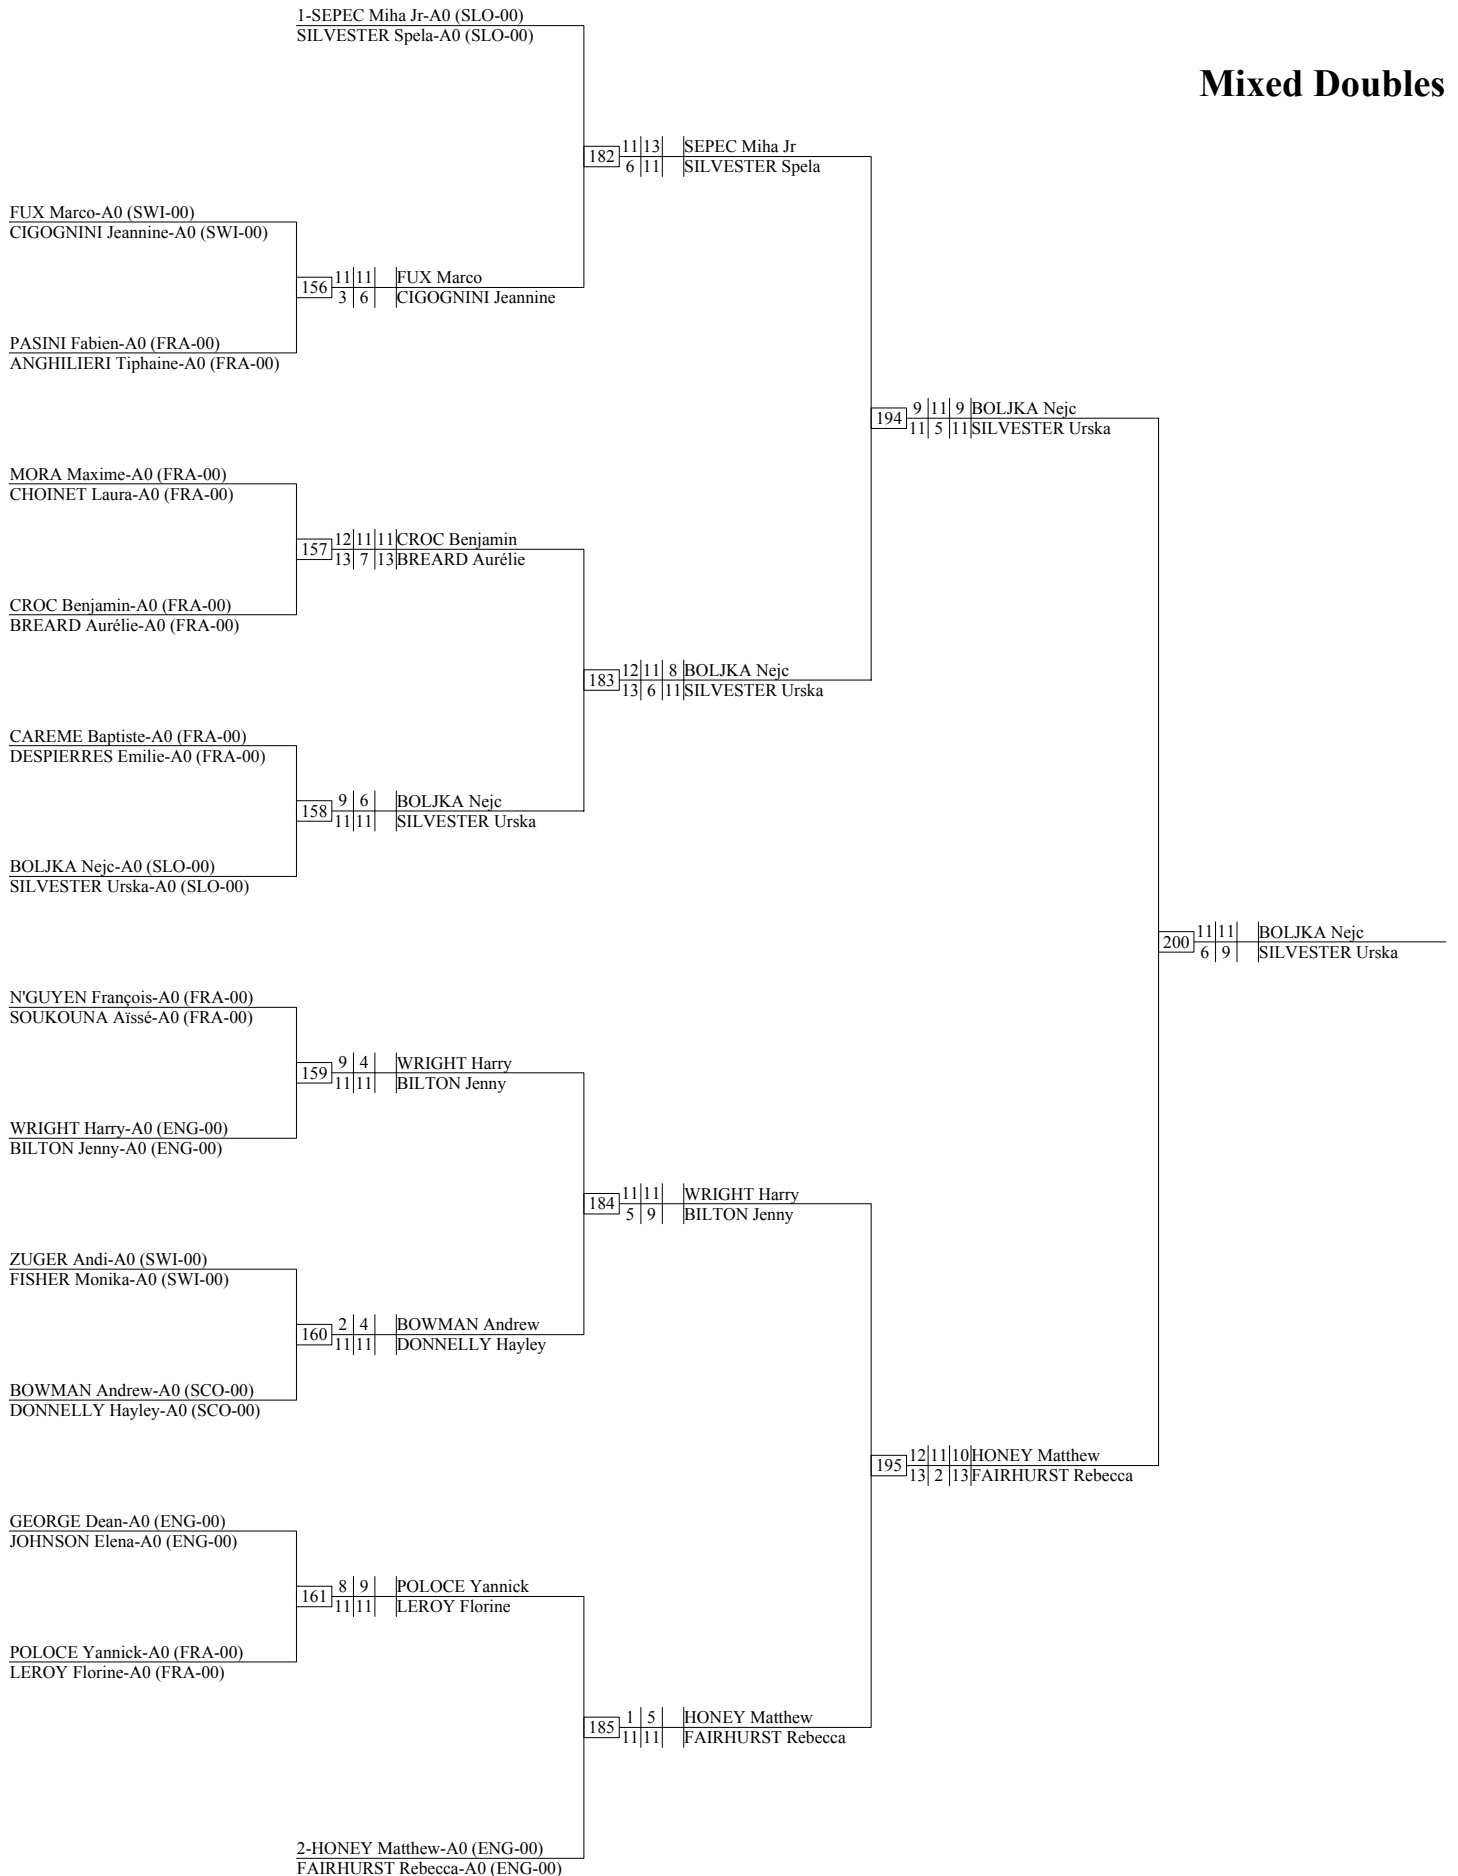 1-SEPEC Miha Jr-A0 (SLO-00)
SILVESTER Spela-A0 (SLO-00)
Mixed Doubles
182 11 13 SEPEC Miha Jr
6 11 SILVESTER Spela
FUX Marco-A0 (SWI-00)
CIGOGNINI Jeannine-A0 (SWI-00)
156 11 11 FUX Marco
3 6 CIGOGNINI Jeannine
PASINI Fabien-A0 (FRA-00)
ANGHILIERI Tiphaine-A0 (FRA-00)
194 9 11 9 BOLJKA Nejc
11 5 11 SILVESTER Urska
MORA Maxime-A0 (FRA-00)
CHOINET Laura-A0 (FRA-00)
157 12 11 11 CROC Benjamin
13 7 13 BREARD Aurélie
CROC Benjamin-A0 (FRA-00)
BREARD Aurélie-A0 (FRA-00)
183 12 11 8 BOLJKA Nejc
13 6 11 SILVESTER Urska
CAREME Baptiste-A0 (FRA-00)
DESPIERRES Emilie-A0 (FRA-00)
158 9 6 BOLJKA Nejc
11 11 SILVESTER Urska
BOLJKA Nejc-A0 (SLO-00)
SILVESTER Urska-A0 (SLO-00)
200 11 11 BOLJKA Nejc
6 9 SILVESTER Urska
N'GUYEN François-A0 (FRA-00)
SOUKOUNA Aïssé-A0 (FRA-00)
159 9 4 WRIGHT Harry
11 11 BILTON Jenny
WRIGHT Harry-A0 (ENG-00)
BILTON Jenny-A0 (ENG-00)
184 11 11 WRIGHT Harry
5 9 BILTON Jenny
ZUGER Andi-A0 (SWI-00)
FISHER Monika-A0 (SWI-00)
160 2 4 BOWMAN Andrew
11 11 DONNELLY Hayley
BOWMAN Andrew-A0 (SCO-00)
DONNELLY Hayley-A0 (SCO-00)
195 12 11 10 HONEY Matthew
13 2 13 FAIRHURST Rebecca
GEORGE Dean-A0 (ENG-00)
JOHNSON Elena-A0 (ENG-00)
161 8 9 POLOCE Yannick
11 11 LEROY Florine
POLOCE Yannick-A0 (FRA-00)
LEROY Florine-A0 (FRA-00)
185 1 5 HONEY Matthew
11 11 FAIRHURST Rebecca
2-HONEY Matthew-A0 (ENG-00)
FAIRHURST Rebecca-A0 (ENG-00)